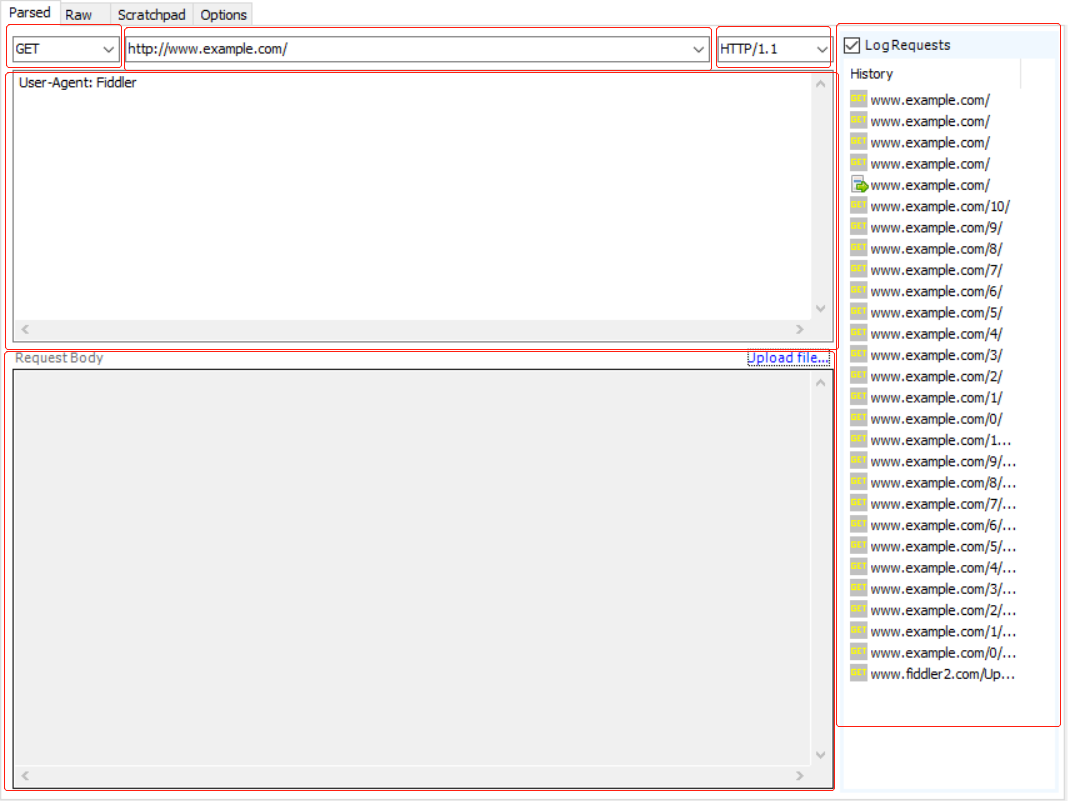 Parsed Raw Scratchpad Options
GET http://www.example.com/ HTTP/1.1
User-Agent: Fiddler
Request Body Upload file...
Log Requests
History
GET www.example.com/
GET www.example.com/
GET www.example.com/
GET www.example.com/
www.example.com/
GET www.example.com/10/
GET www.example.com/9/
GET www.example.com/8/
GET www.example.com/7/
GET www.example.com/6/
GET www.example.com/5/
GET www.example.com/4/
GET www.example.com/3/
GET www.example.com/2/
GET www.example.com/1/
GET www.example.com/0/
GET www.example.com/1...
GET www.example.com/9/...
GET www.example.com/8/...
GET www.example.com/7/...
GET www.example.com/6/...
GET www.example.com/5/...
GET www.example.com/4/...
GET www.example.com/3/...
GET www.example.com/2/...
GET www.example.com/1/...
GET www.example.com/0/...
GET www.fiddler2.com/Up...